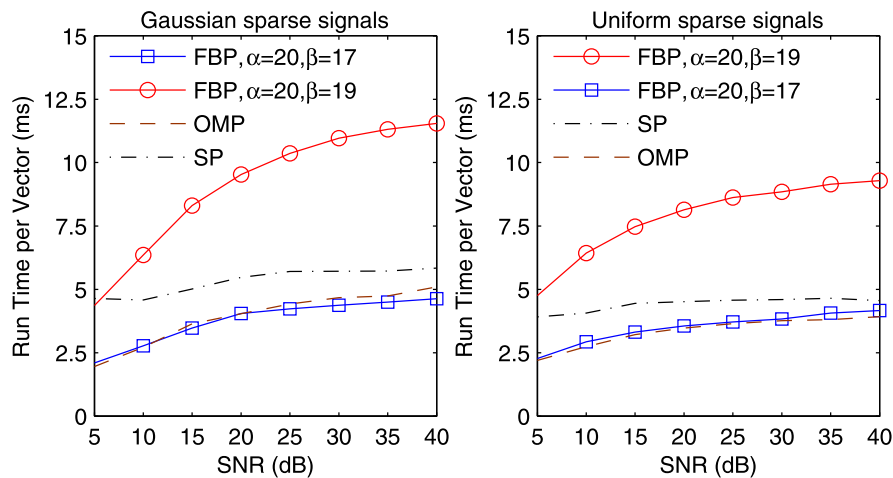 Gaussian sparse signals
Run Time per Vector (ms)
15
12.5
10
7.5
5
2.5
0
FBP, α=20,β=17
FBP, α=20,β=19
OMP
SP
5 10 15 20 25 30 35 40
SNR (dB)
Uniform sparse signals
Run Time per Vector (ms)
15
12.5
10
7.5
5
2.5
0
FBP, α=20,β=19
FBP, α=20,β=17
SP
OMP
5 10 15 20 25 30 35 40
SNR (dB)